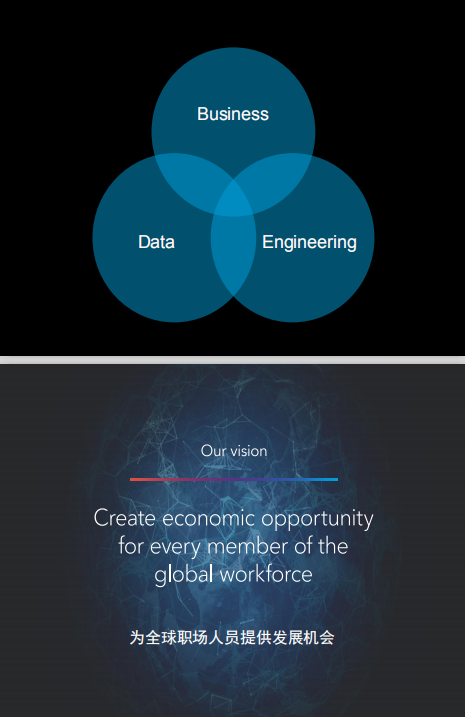 Business
Data
Engineering
Our vision
Create economic opportunity
for every member of the
global workforce
为全球职场人员提供发展机会